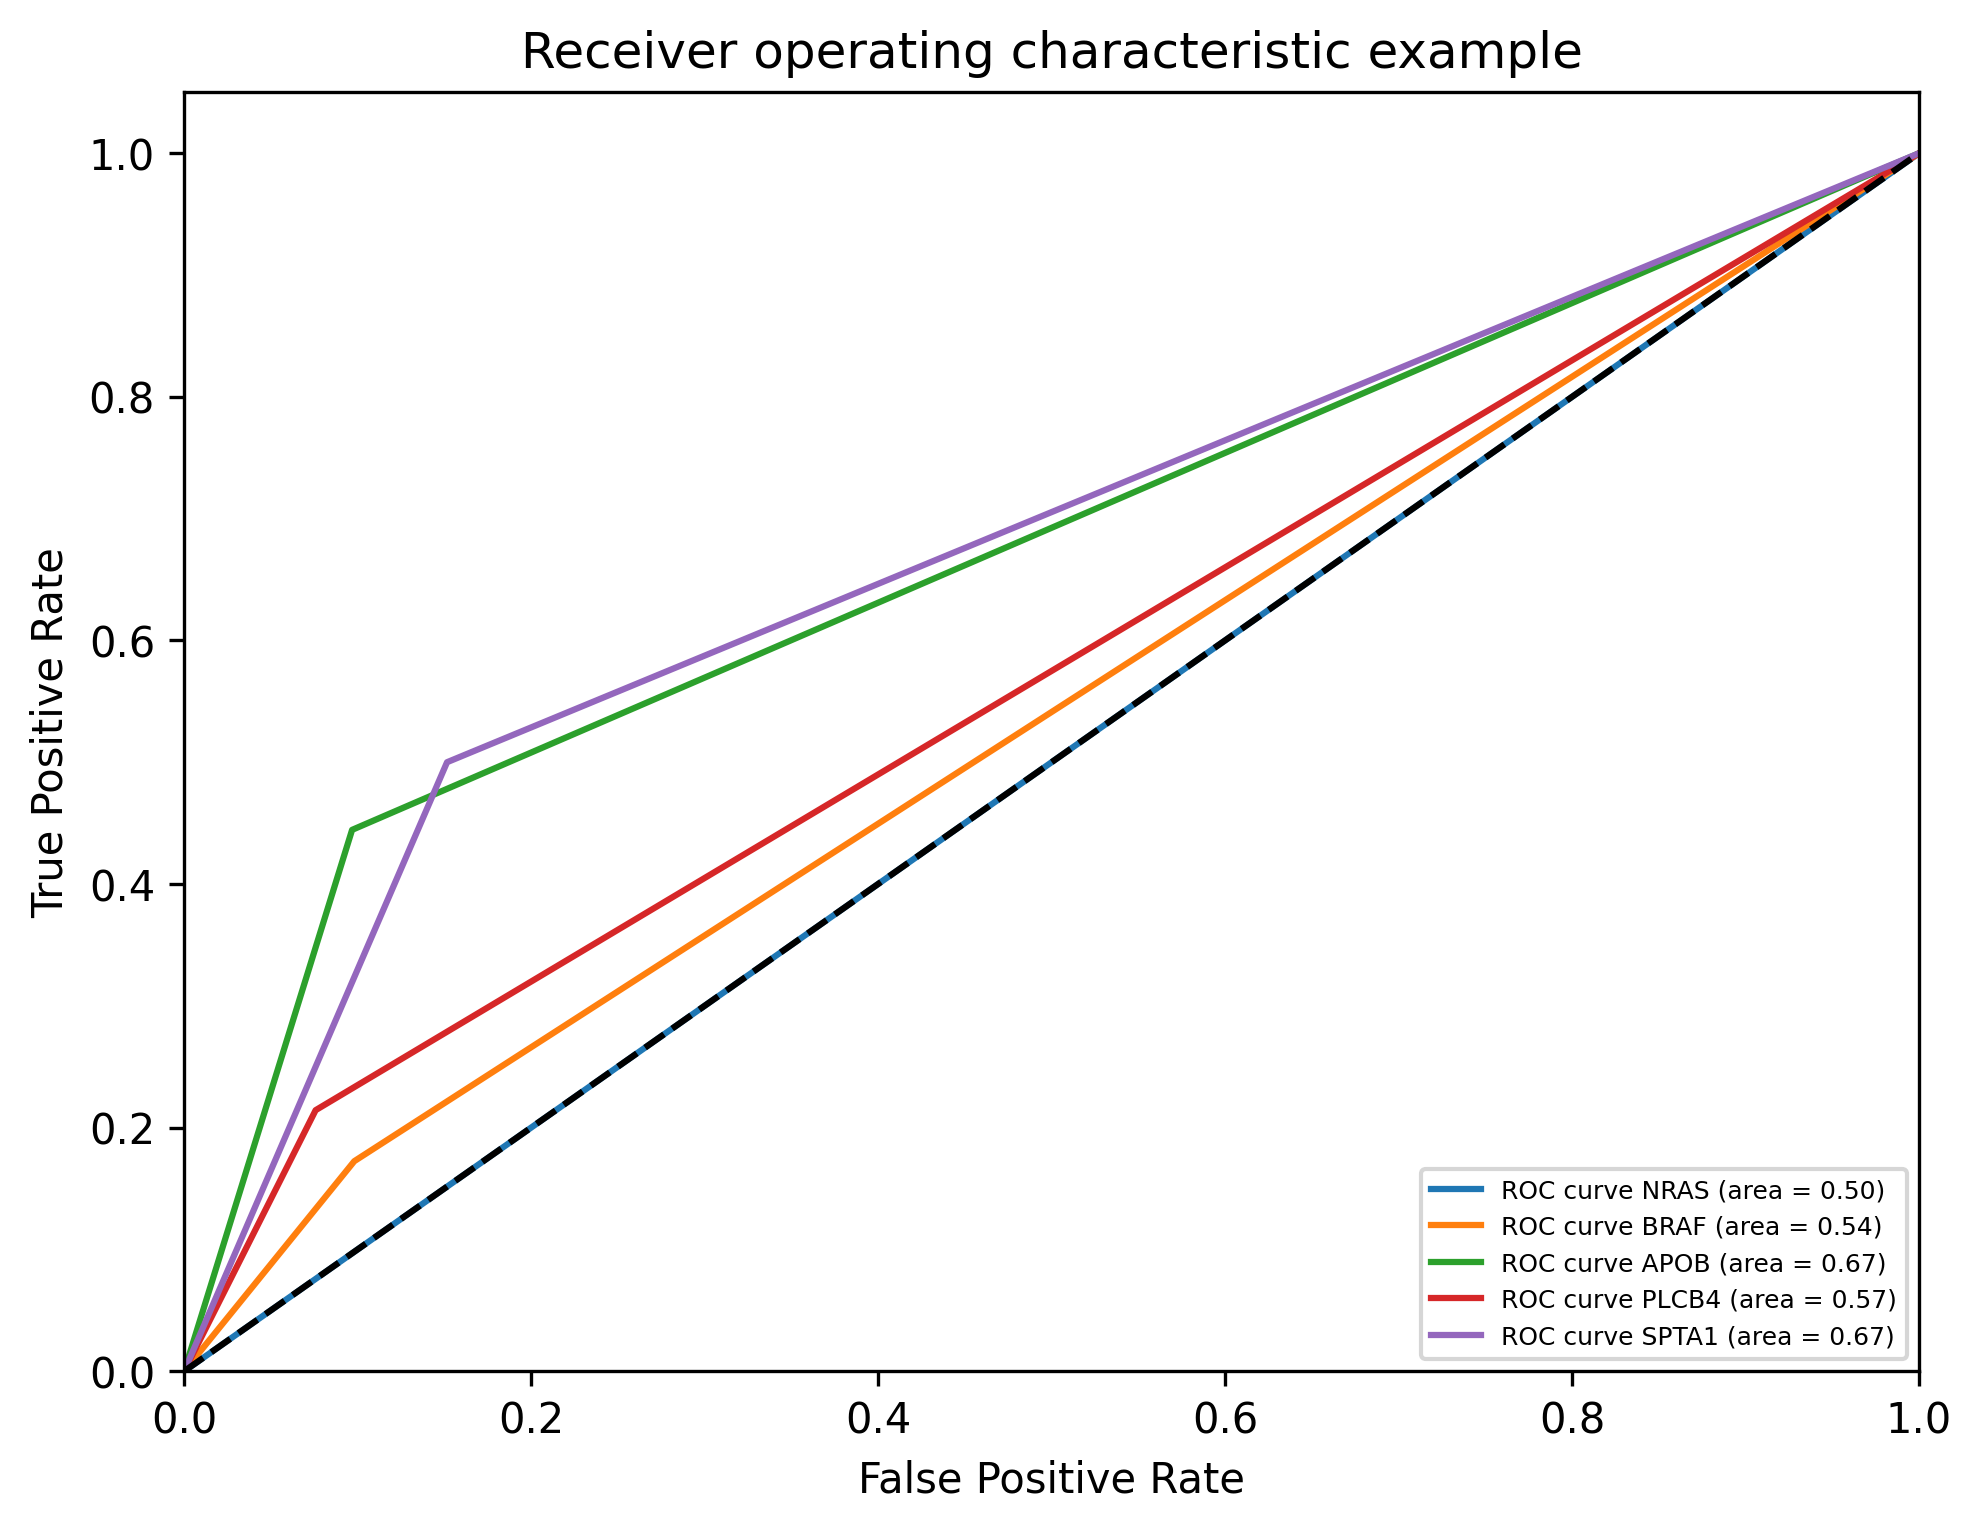 Receiver operating characteristic example
1.0
0.8
0.6
0.4
0.2
0.0
True Positive Rate
ROC curve NRAS (area = 0.50)
ROC curve BRAF (area = 0.54)
ROC curve APOB (area = 0.67)
ROC curve PLCB4 (area = 0.57)
ROC curve SPTA1 (area = 0.67)
0.0 0.2 0.4 0.6 0.8 1.0
False Positive Rate